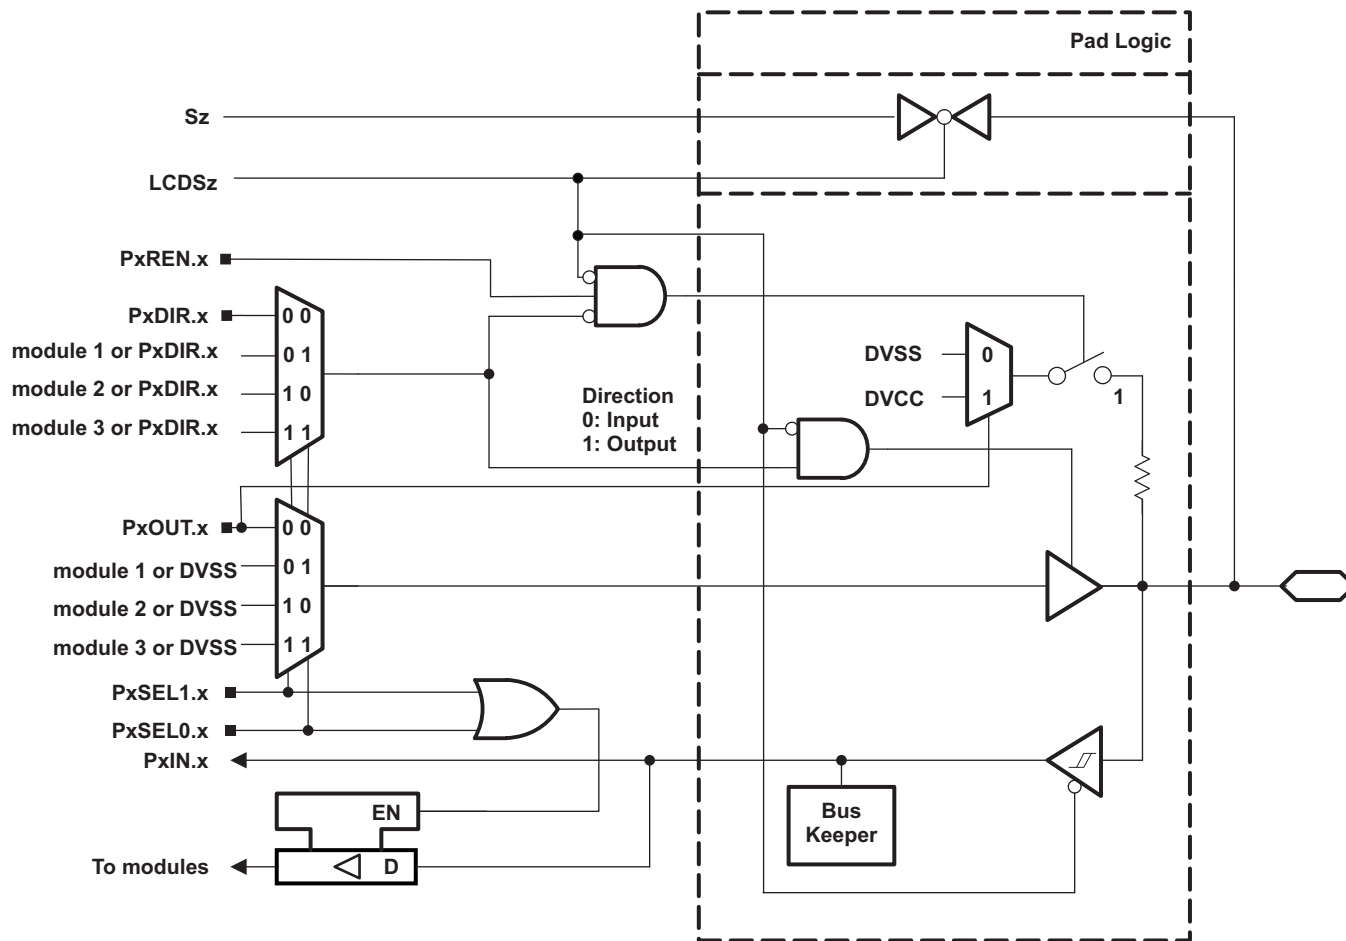 Pad Logic
Sz
LCDSz
PxREN.x
PxDIR.x
0 0
module 1 or PxDIR.x
0 1
module 2 or PxDIR.x
1 0
module 3 or PxDIR.x
1 1
Direction
0: Input
1: Output
DVSS
0
DVCC
1
1
PxOUT.x
0 0
module 1 or DVSS
0 1
module 2 or DVSS
1 0
module 3 or DVSS
1 1
PxSEL1.x
PxSEL0.x
PxIN.x
EN
Bus
Keeper
To modules
D